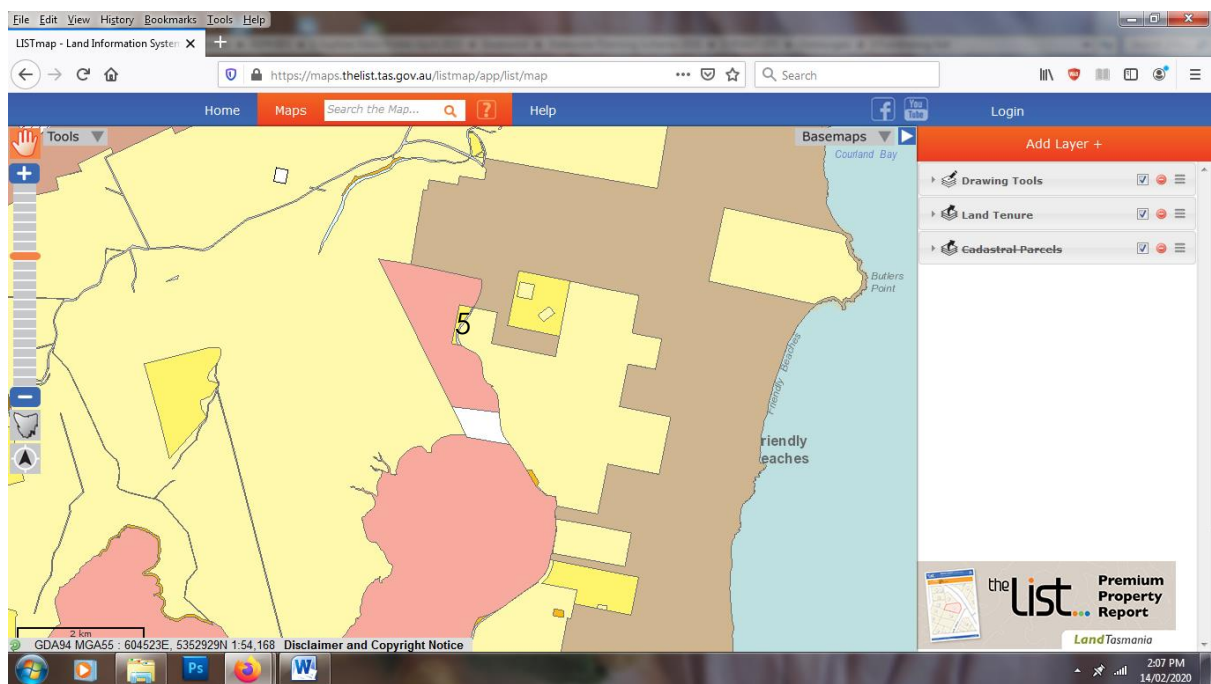 File Edit View History Bookmarks Tools Help
LISTmap - Land Information System
https://maps.thelist.tas.gov.au/listmap/app/list/map
Search
Home Maps Search the Map... ? Help
You Tube
Login
Tools
Basemaps
Courland Bay
Butlers Point
Friendly Beaches
riendly
eaches
5
2 km
GDA94 MGA55 : 604523E, 5352929N 1:54,168 Disclaimer and Copyright Notice
Add Layer +
Drawing Tools
Land Tenure
Cadastral Parcels
the List...
Premium
Property
Report
Land Tasmania
Ps
W
2:07 PM
14/02/2020